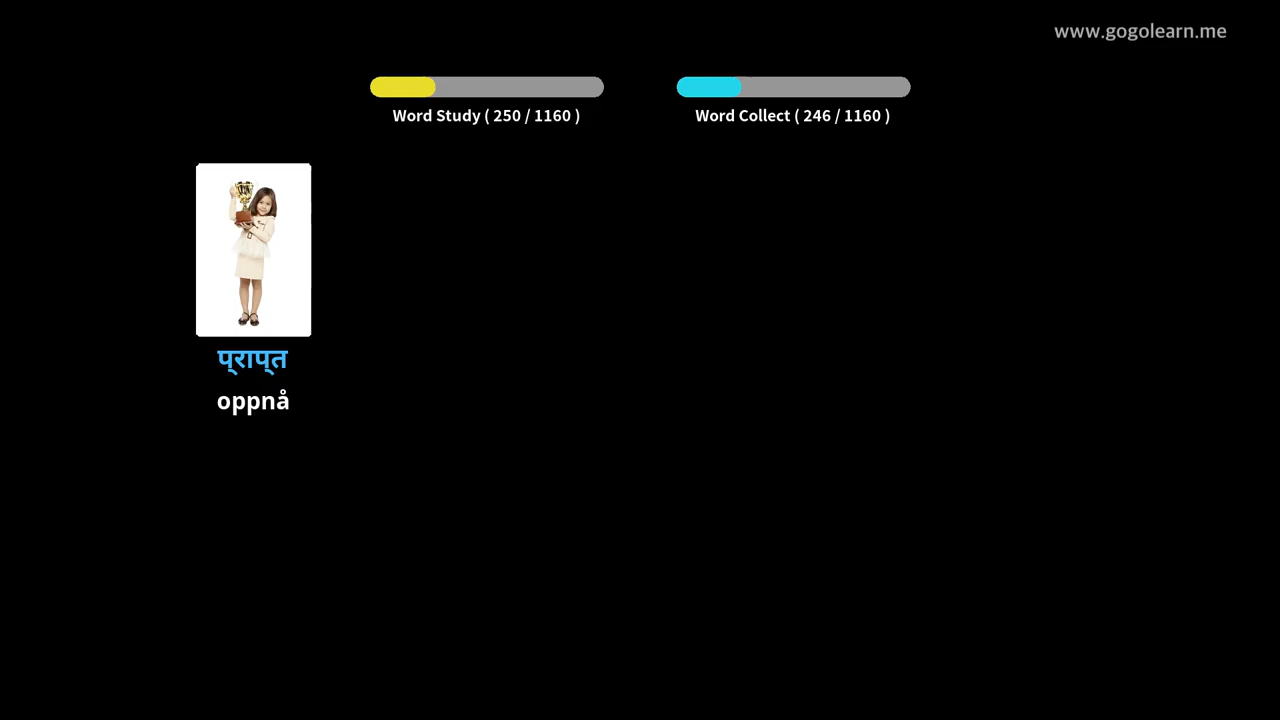 www.gogolearn.me
Word Study ( 250 / 1160 )
Word Collect ( 246 / 1160 )
प्राप्त
oppnå